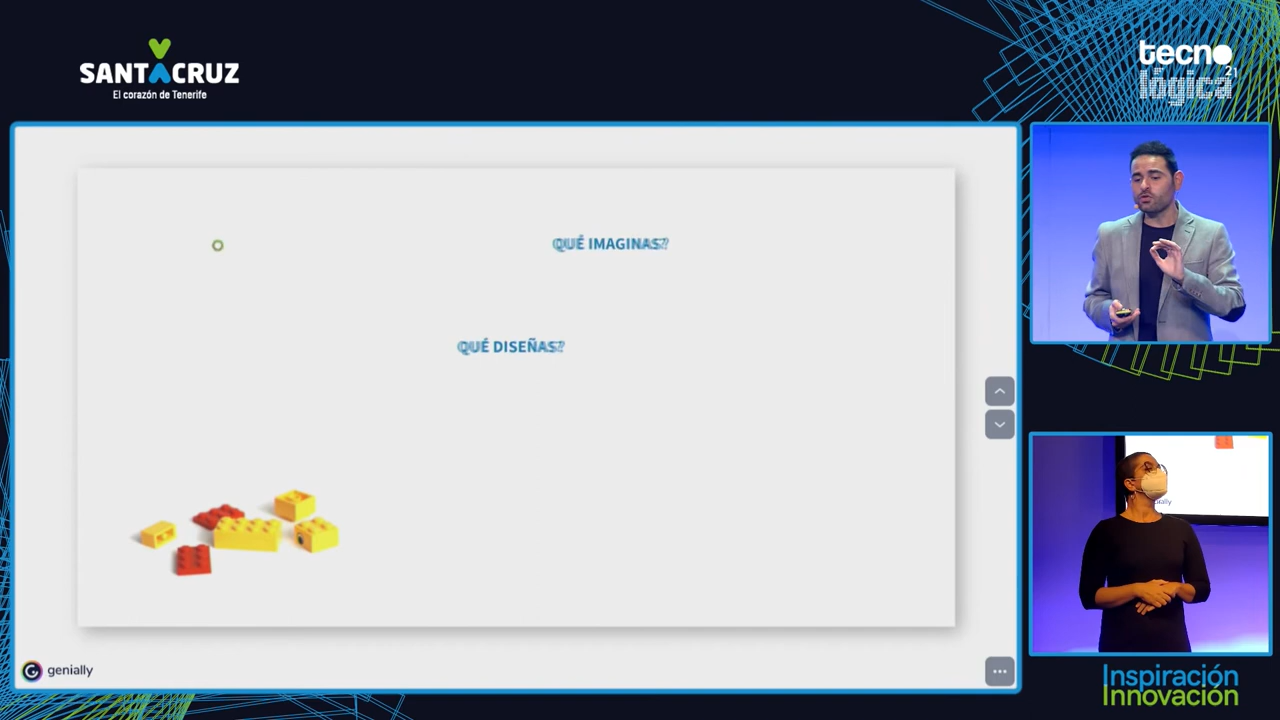 SANTACRUZ
El corazón de Tenerife
tecno
lógica
21
QUÉ IMAGINAS?
QUÉ DISEÑAS?
genially
Inspiración
Innovación